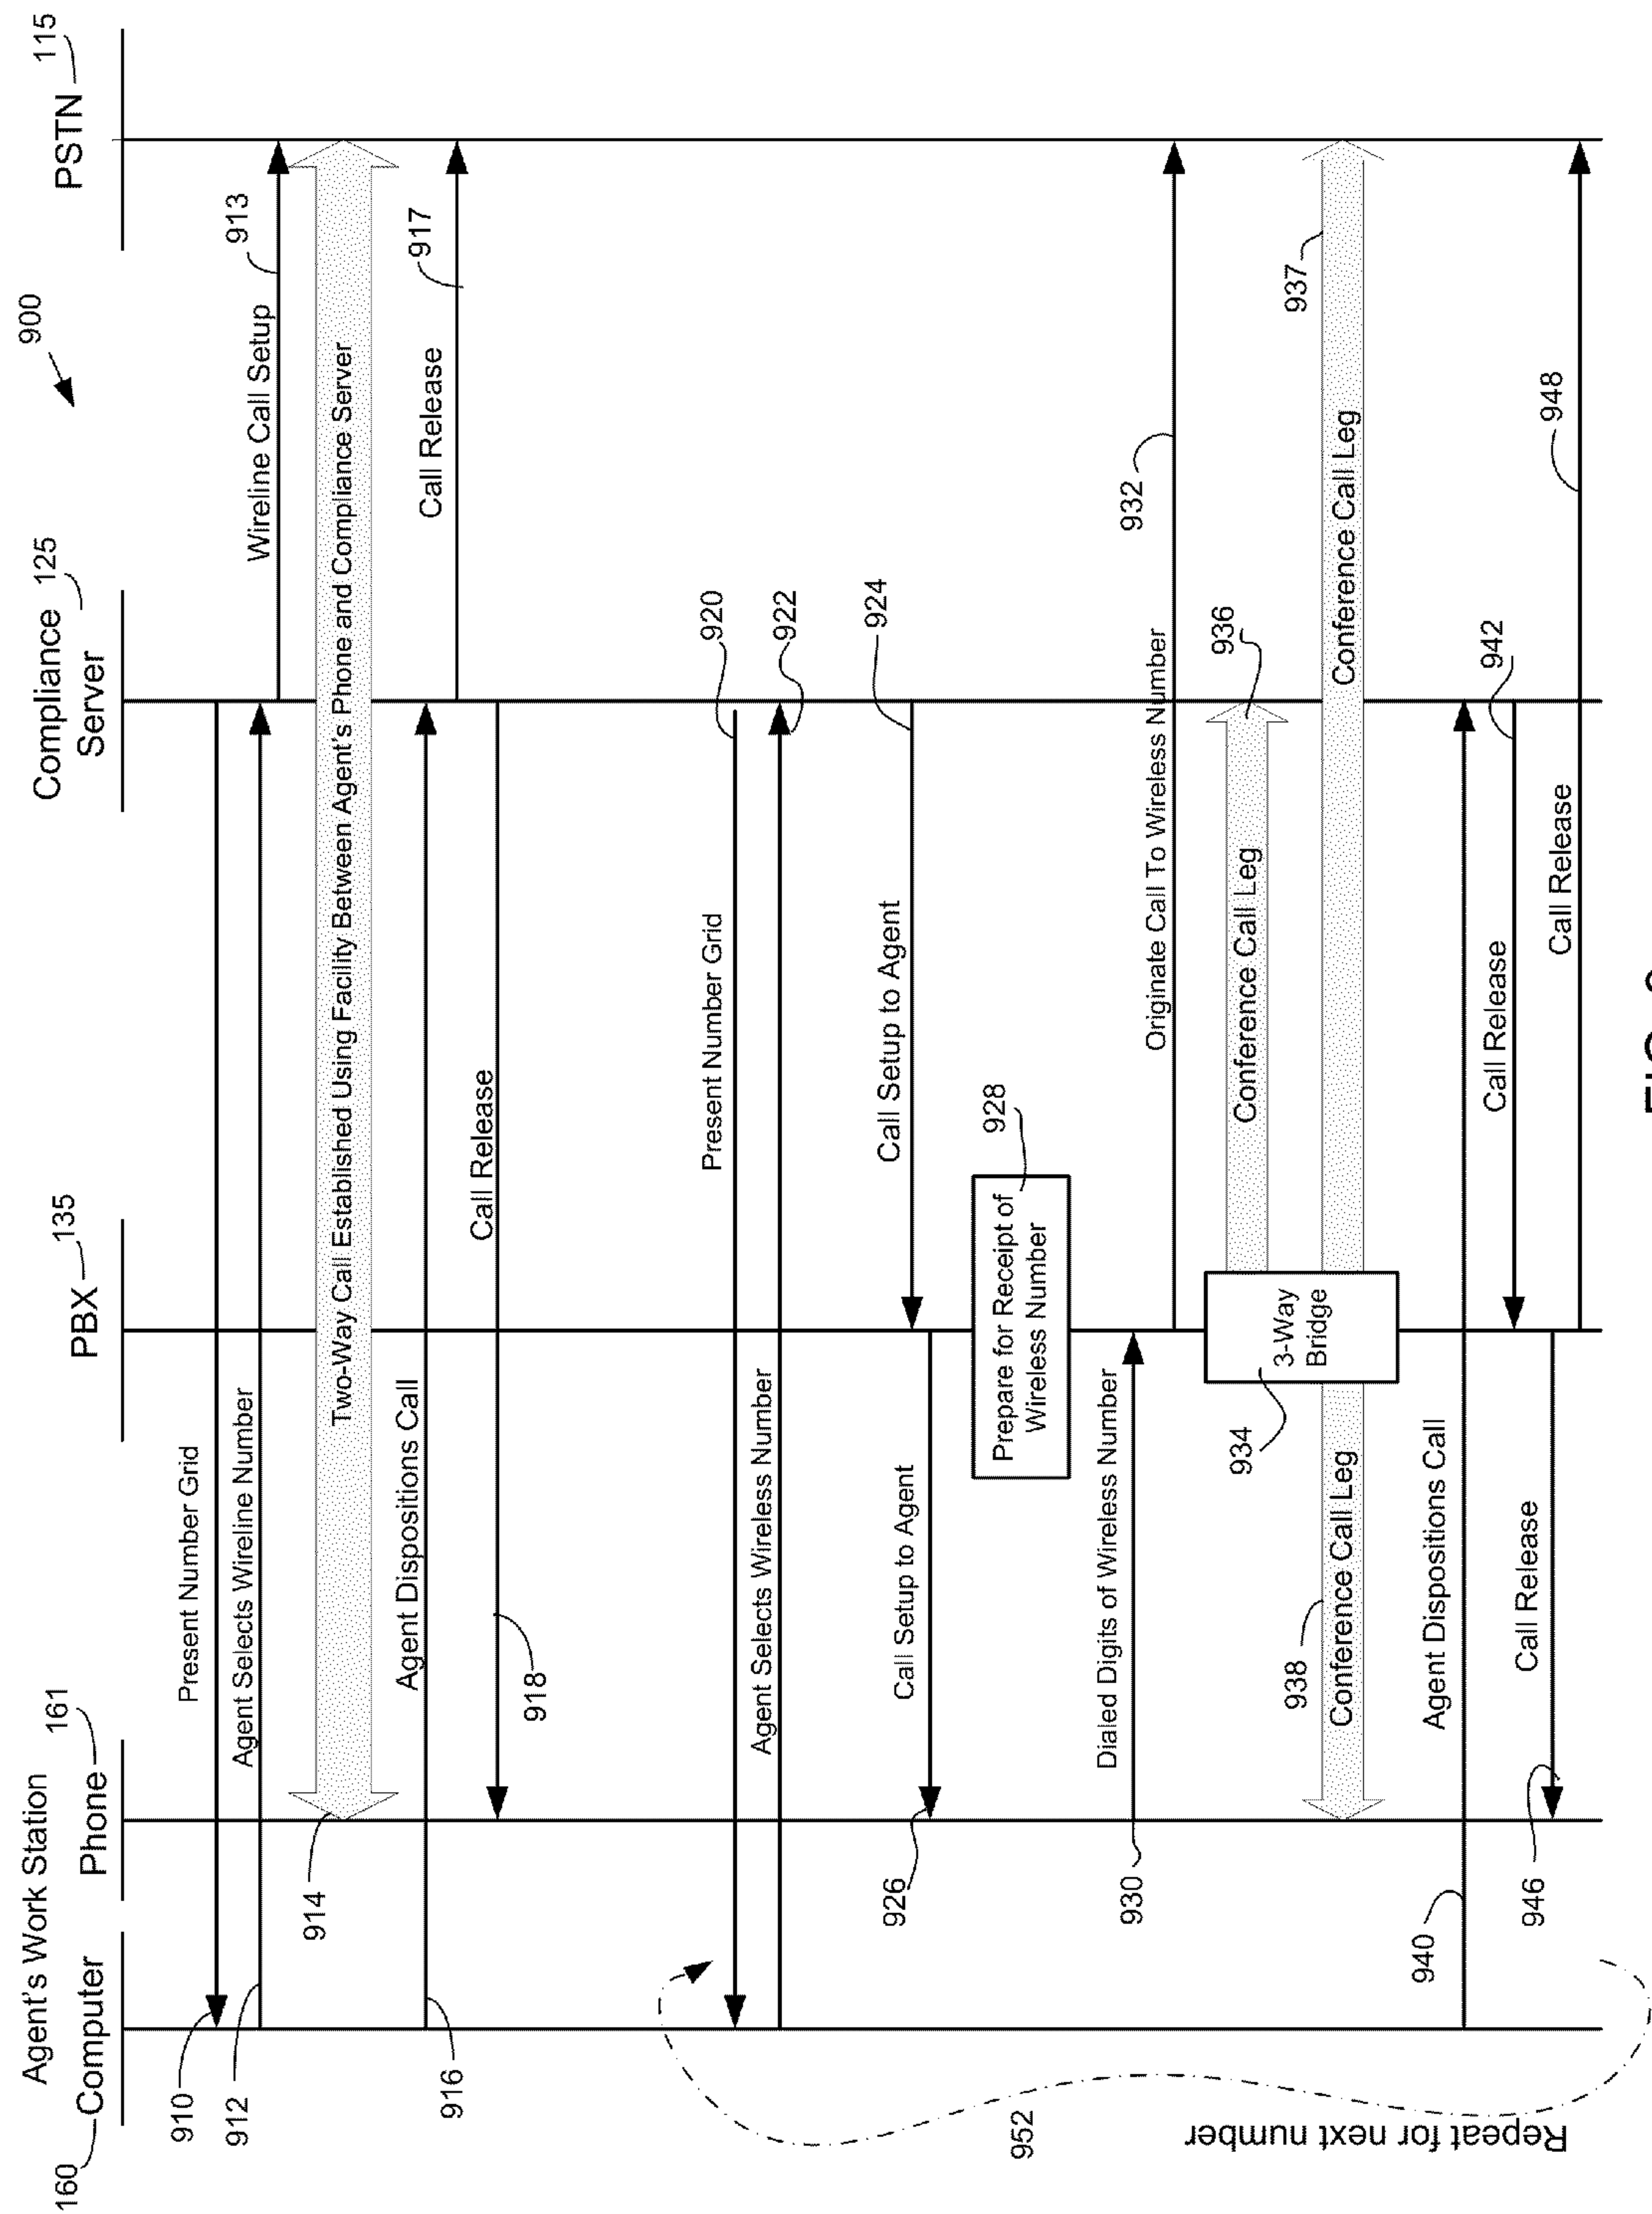 900
Agent's Work Station
160
Computer
Phone
161
PBX
135
Compliance
Server
125
PSTN
115
910
Present Number Grid
912
Agent Selects Wireline Number
Wireline Call Setup
913
914
Two-Way Call Established Using Facility Between Agent's Phone and Compliance Server
916
Agent Dispositions Call
Call Release
917
918
Call Release
Present Number Grid
920
Agent Selects Wireless Number
922
Call Setup to Agent
924
926
Call Setup to Agent
Prepare for Receipt of
Wireless Number
928
930
Dialed Digits of Wireless Number
Originate Call To Wireless Number
932
934
3-Way
Bridge
Conference Call Leg
936
938
Conference Call Leg
Conference Call Leg
937
940
Agent Dispositions Call
Call Release
942
946
Call Release
Call Release
948
952
Repeat for next number